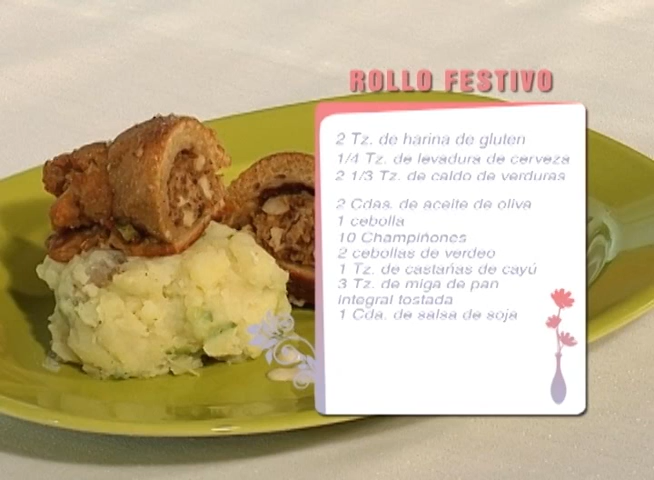 ROLLO FESTIVO
2 Tz. de harina de gluten
1/4 Tz. de levadura de cerveza
2 1/3 Tz. de caldo de verduras
2 Cdas. de aceite de oliva
1 cebolla
10 Champiñones
2 cebollas de verdeo
1 Tz. de castañas de cayú
3 Tz. de miga de pan
integral tostada
1 Cda. de salsa de soja